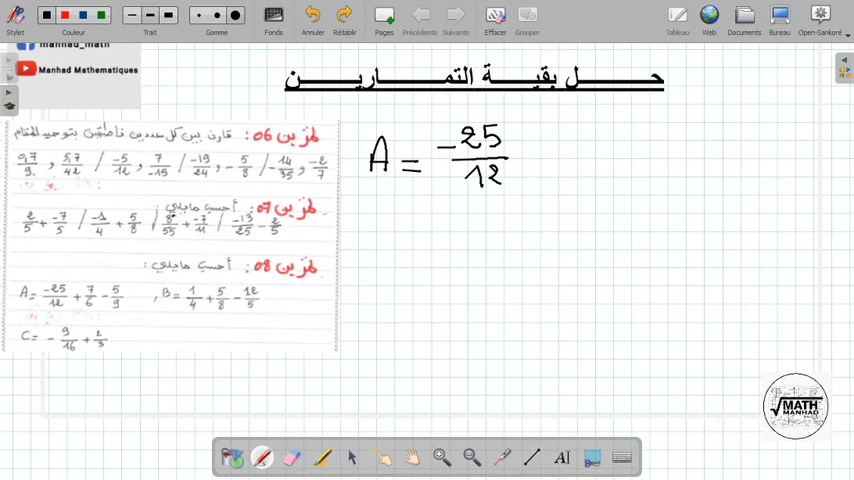 Stylet
Couleur
Trait
Gomme
Fonds
Annuler
Rétablir
Pages
Précédente
Suivante
Effacer
Grouper
Tableau
Web
Documents
Bureau
Open-Sankoré
manhad_math
Manhad Mathematiques
حــــل بقيـــة التمـــاريـــن
A = -25/12
تمرين 06: قارن بين كل عددين ناطقين بتوحيد المقام
0,7/9 , 5,7/42 / -5/12 , 7/-15 / -19/24 , -5/8 / -14/35 , -2/7
تمرين 07: أحسب مايلي:
2/5 + -7/5 / -1/4 + 5/8 / 8/55 + -7/11 / -13/25 - 2/5
تمرين 08: أحسب مايلي:
A = -25/12 + 7/6 - 5/9 , B = 1/4 + 5/8 - 12/5
C = - 9/16 + 2/3
MATH
MANHAD